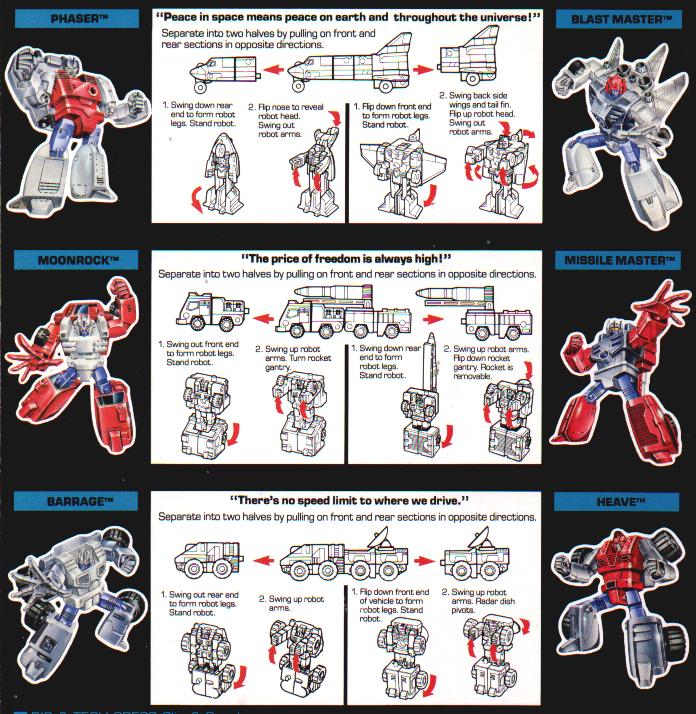 PHASER™
"Peace in space means peace on earth and throughout the universe!"
BLAST MASTER™
Separate into two halves by pulling on front and
rear sections in opposite directions.
1. Swing down rear
end to form robot
legs. Stand robot.
2. Flip nose to reveal
robot head.
Swing out
robot arms.
1. Flip down front end
to form robot legs.
Stand robot.
2. Swing back side
wings and tail fin.
Flip up robot head.
Swing out
robot arms.
MOONROCK™
"The price of freedom is always high!"
MISSILE MASTER™
Separate into two halves by pulling on front and rear sections in opposite directions.
1. Swing out front end
to form robot legs.
Stand robot.
2. Swing up robot
arms. Turn rocket
gantry.
1. Swing down rear
end to form
robot legs.
Stand robot.
2. Swing up robot arms.
Flip down rocket
gantry. Rocket is
removable.
BARRAGE™
"There's no speed limit to where we drive."
HEAVE™
Separate into two halves by pulling on front and rear sections in opposite directions.
1. Swing out rear end
to form robot legs.
Stand robot.
2. Swing up robot
arms.
1. Flip down front end
of vehicle to form
robot legs. Stand
robot.
2. Swing up robot
arms. Radar dish
pivots.